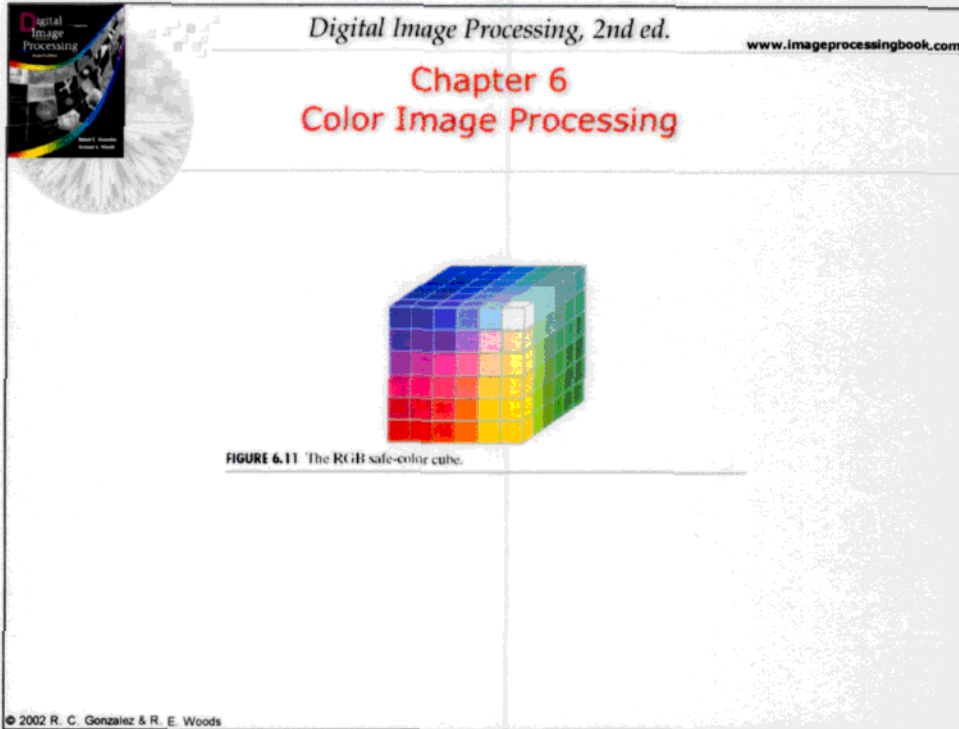 Digital
Image
Processing
Digital Image Processing, 2nd ed.
www.imageprocessingbook.com
Chapter 6
Color Image Processing
FIGURE 6.11 The RGB safe-color cube.
© 2002 R. C. Gonzalez & R. E. Woods